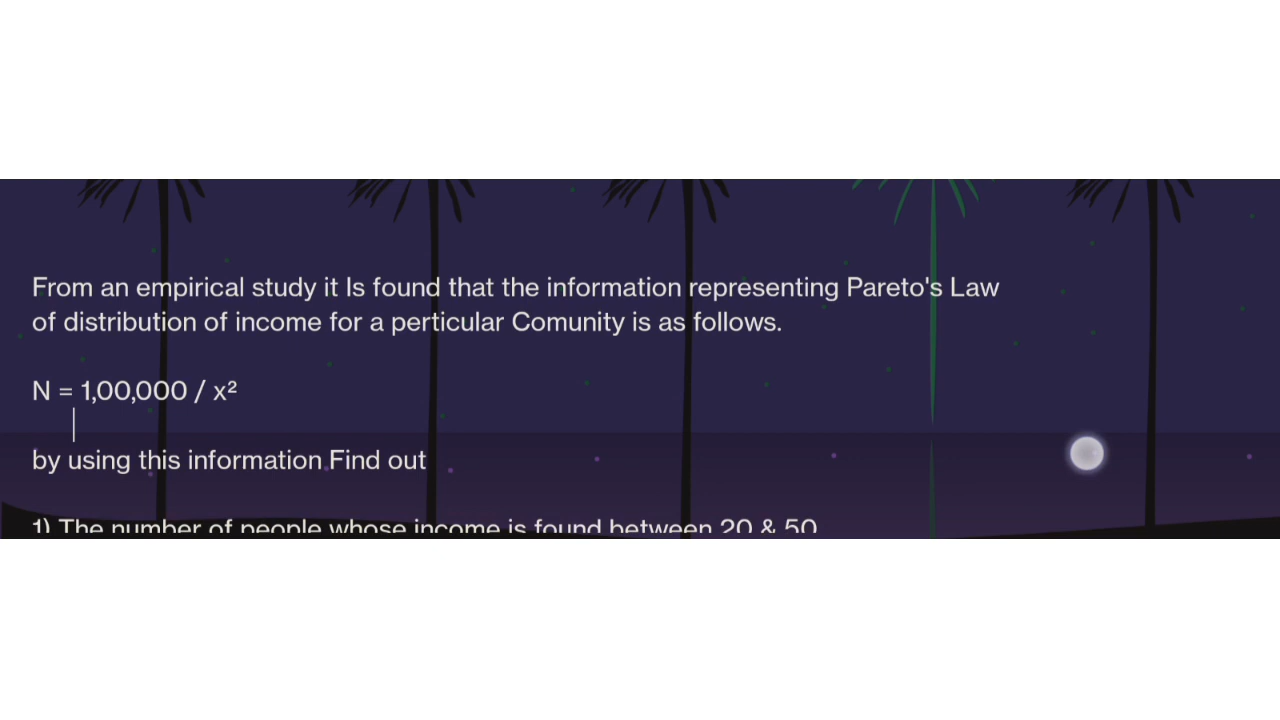 From an empirical study it Is found that the information representing Pareto's Law
of distribution of income for a perticular Comunity is as follows.
N = 1,00,000 / x²
by using this information Find out
1) The number of people whose income is found between 20 & 50